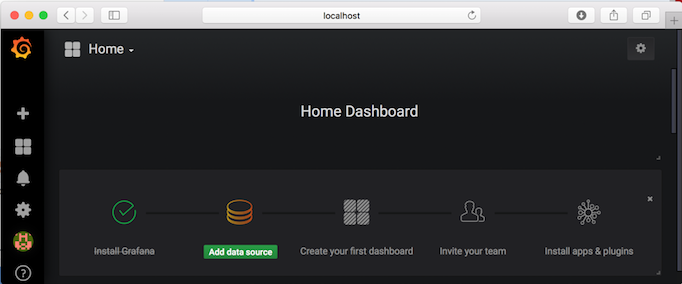 localhost
Home
Home Dashboard
Install Grafana
Add data source
Create your first dashboard
Invite your team
Install apps & plugins